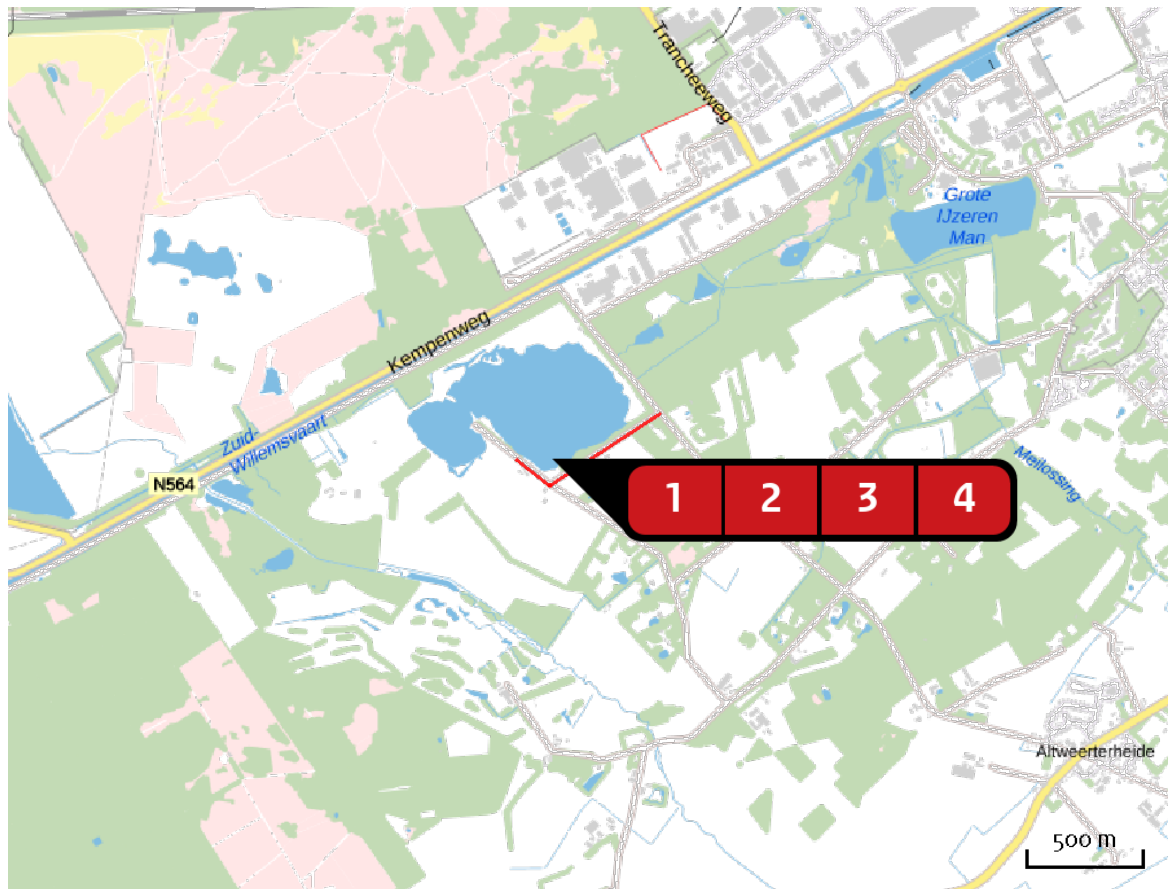 Trancheeweg
Grote
IJzeren
Man
Kempenweg
Zuid-
Willemsvaart
N564
1 2 3 4
Meilossing
Altweerterheide
500 m